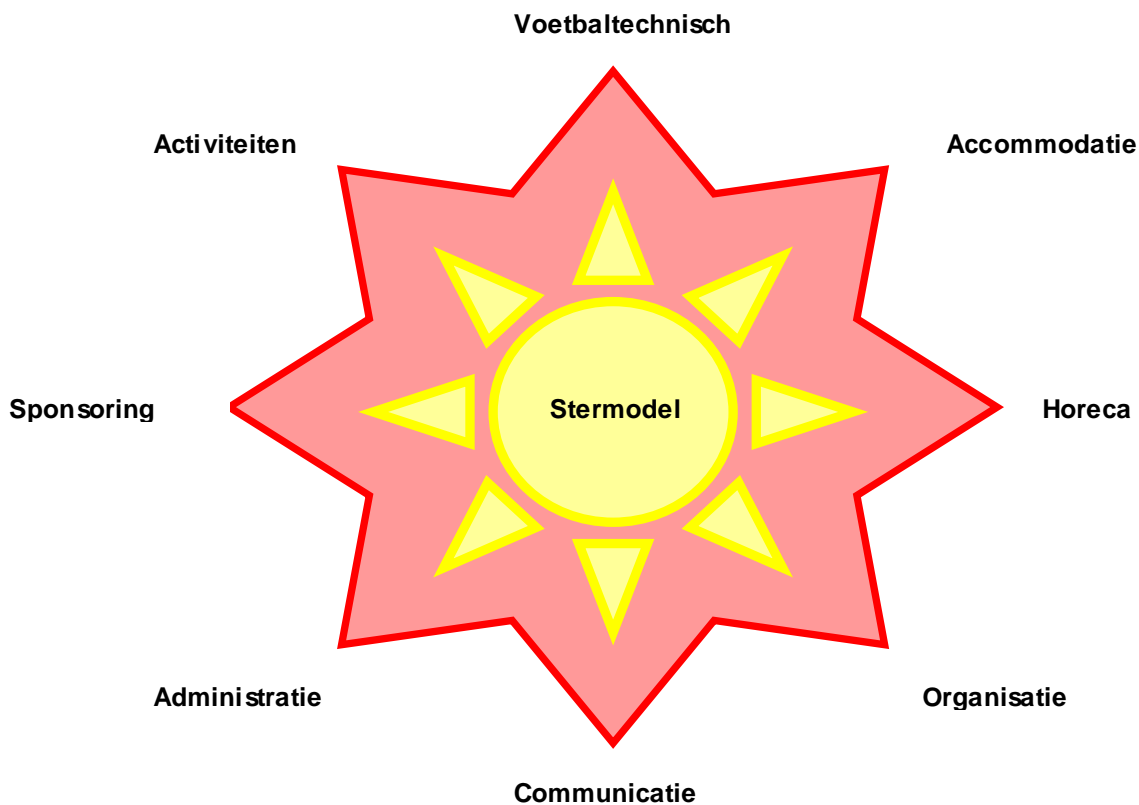 Voetbaltechnisch
Activiteiten
Accommodatie
Sponsoring
Stermodel
Horeca
Administratie
Organisatie
Communicatie